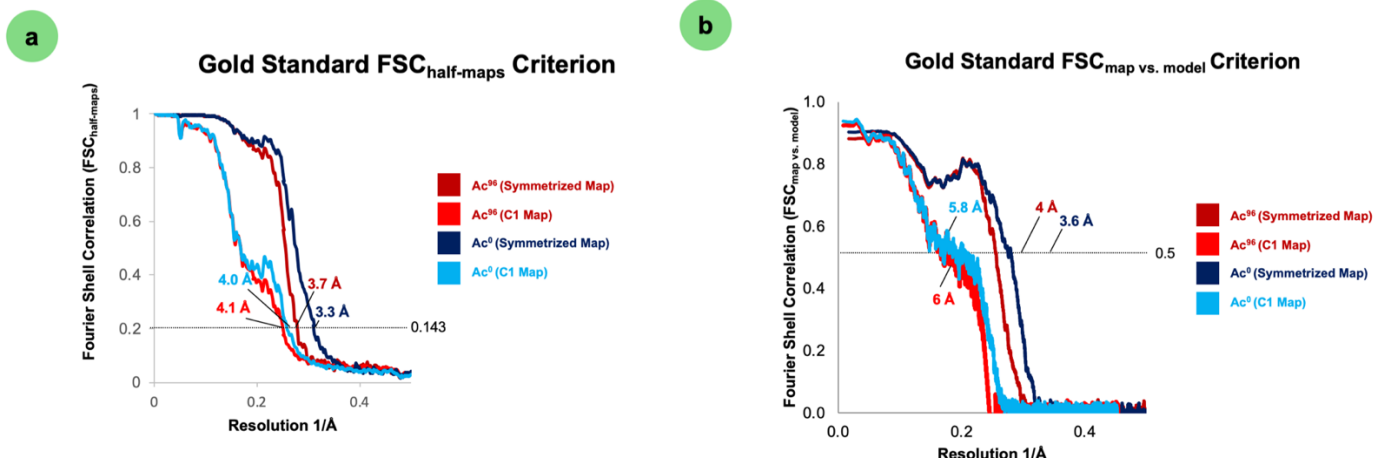 a
Gold Standard FSChalf-maps Criterion
Fourier Shell Correlation (FSChalf-maps)
1
0.8
0.6
0.4
0.2
0
0
0.2
0.4
Resolution 1/Å
4.0 Å
4.1 Å
3.7 Å
3.3 Å
0.143
Ac96 (Symmetrized Map)
Ac96 (C1 Map)
Ac0 (Symmetrized Map)
Ac0 (C1 Map)
b
Gold Standard FSCmap vs. model Criterion
Fourier Shell Correlation (FSCmap vs. model)
1.0
0.8
0.6
0.4
0.2
0.0
0.0
0.2
0.4
Resolution 1/Å
5.8 Å
4 Å
3.6 Å
6 Å
0.5
Ac96 (Symmetrized Map)
Ac96 (C1 Map)
Ac0 (Symmetrized Map)
Ac0 (C1 Map)